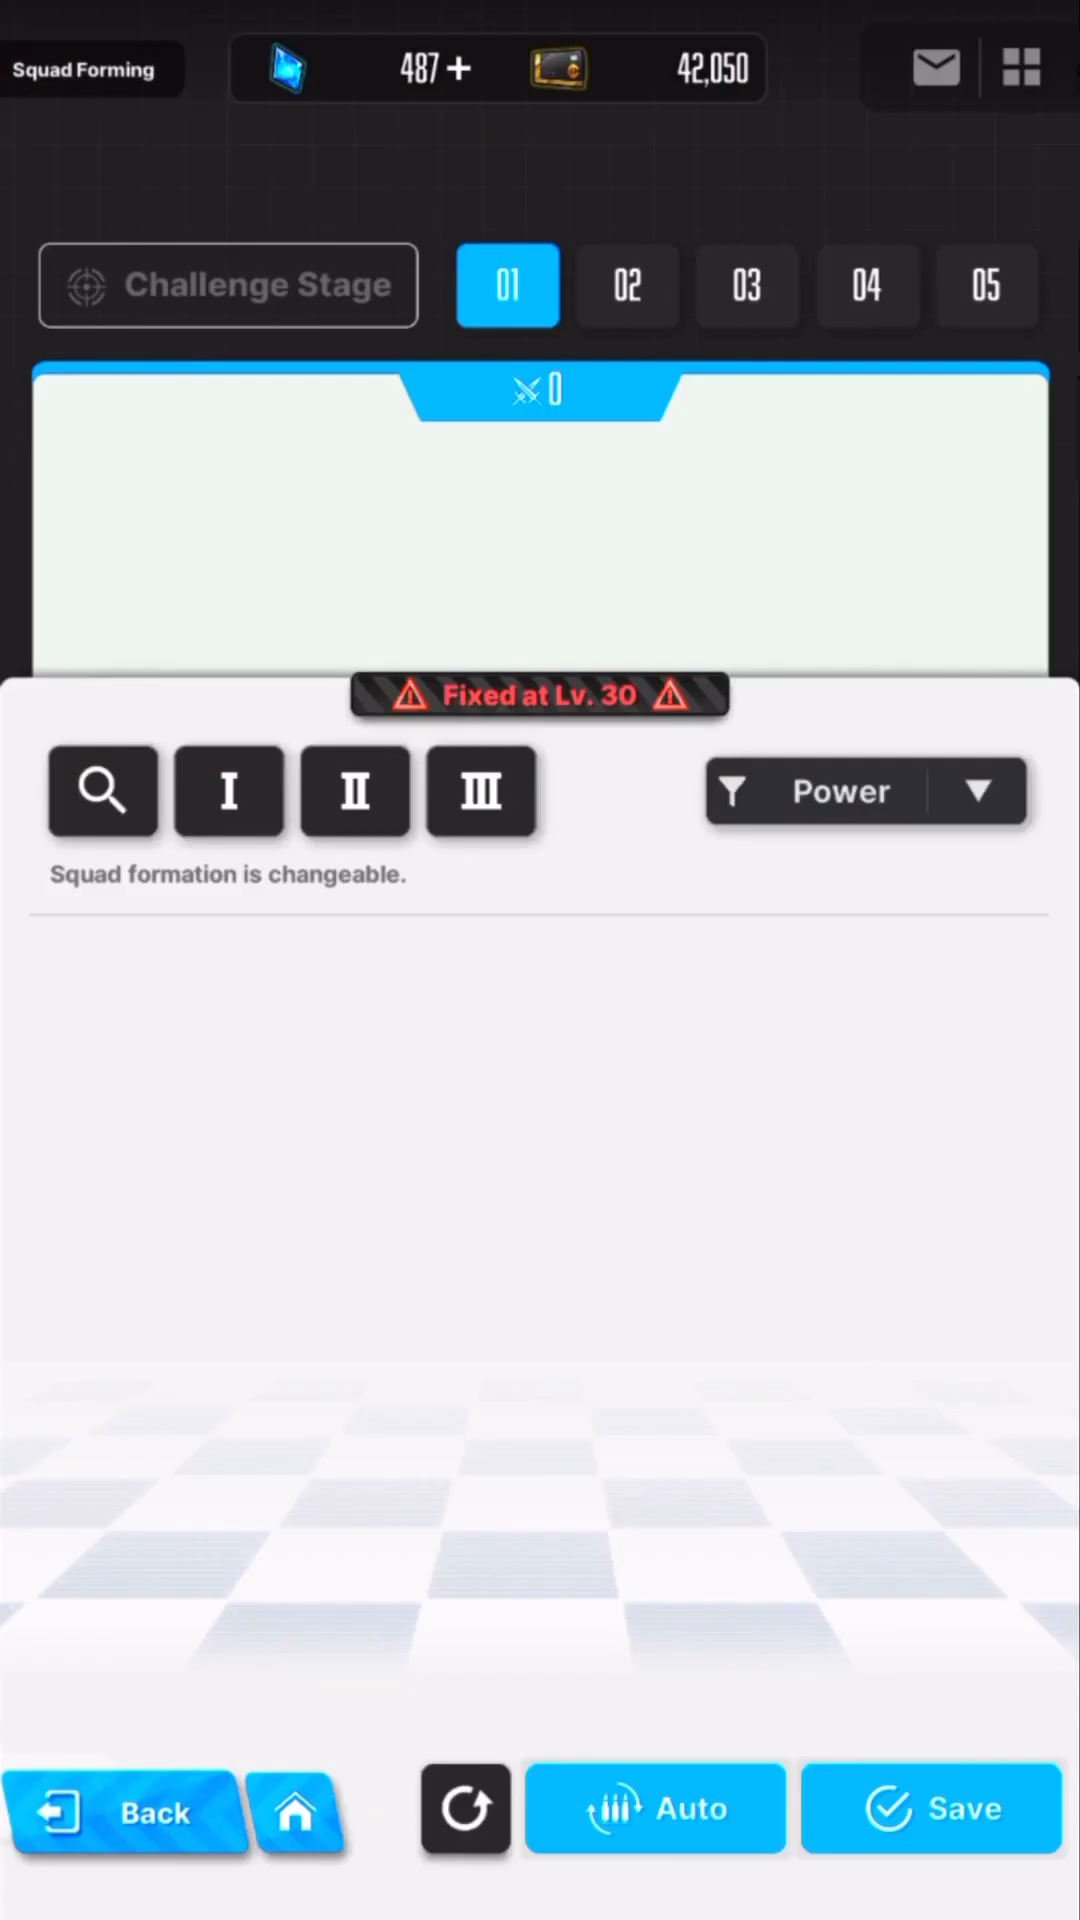 Squad Forming
487 +
42,050
Challenge Stage
01
02
03
04
05
0
Fixed at Lv. 30
I
II
III
Power
Squad formation is changeable.
Back
Auto
Save